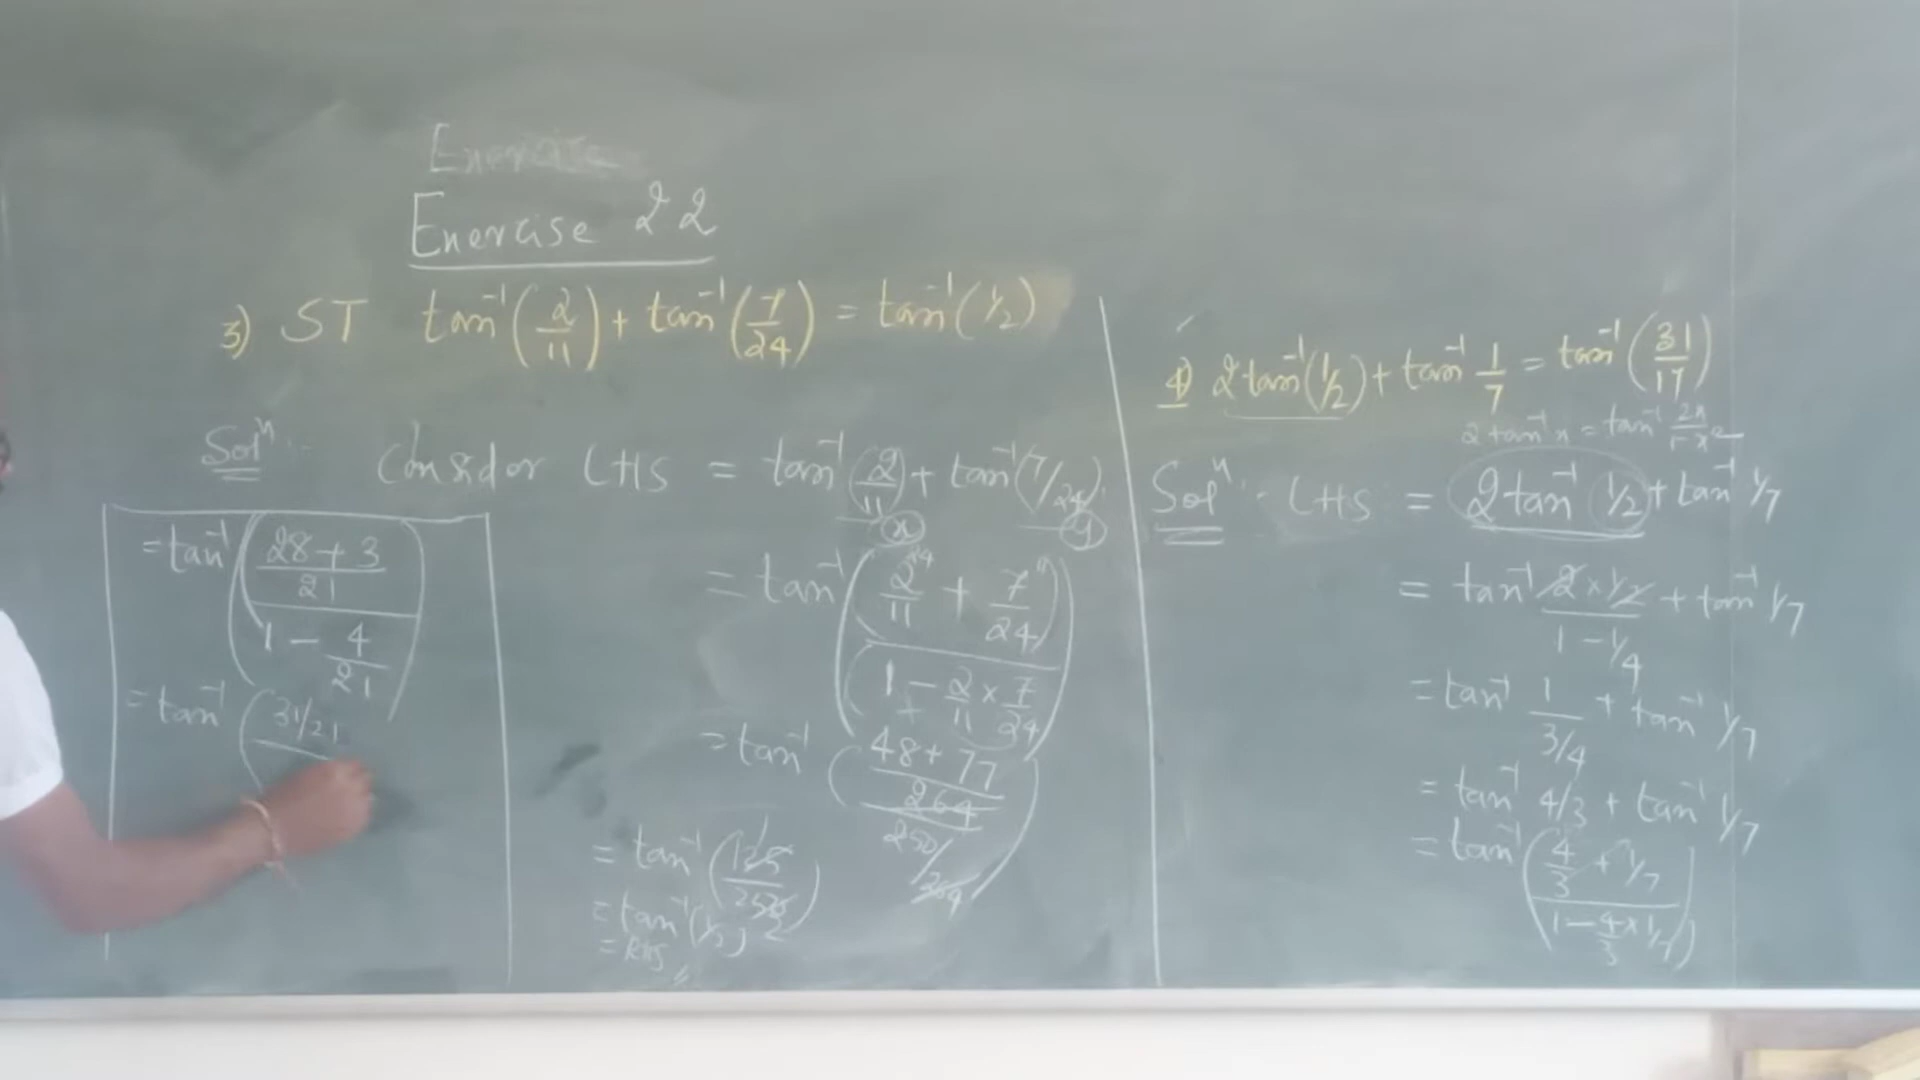 Exercise
Exercise 2.2
3) ST tan⁻¹(2/11) + tan⁻¹(7/24) = tan⁻¹(1/2)
Solⁿ: Consider LHS = tan⁻¹(2/11) + tan⁻¹(7/24)
x y
= tan⁻¹((2/11 + 7/24)/(1 - 2/11 × 7/24))
= tan⁻¹(((48 + 77)/264)/(250/264))
= tan⁻¹(125/250)
= tan⁻¹(1/2)
= RHS
4) 2tan⁻¹(1/2) + tan⁻¹ 1/7 = tan⁻¹(31/17)
2tan⁻¹x = tan⁻¹ 2x/1-x²
Solⁿ: LHS = 2tan⁻¹ 1/2 + tan⁻¹ 1/7
= tan⁻¹ (2 × 1/2)/(1 - 1/4) + tan⁻¹ 1/7
= tan⁻¹ 1/(3/4) + tan⁻¹ 1/7
= tan⁻¹ 4/3 + tan⁻¹ 1/7
= tan⁻¹((4/3 + 1/7)/(1 - 4/3 × 1/7))
= tan⁻¹(((28 + 3)/21)/(1 - 4/21))
= tan⁻¹(31/21